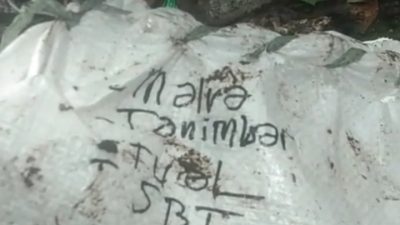 - Malra
- Tanimbar
- Tual
SBT